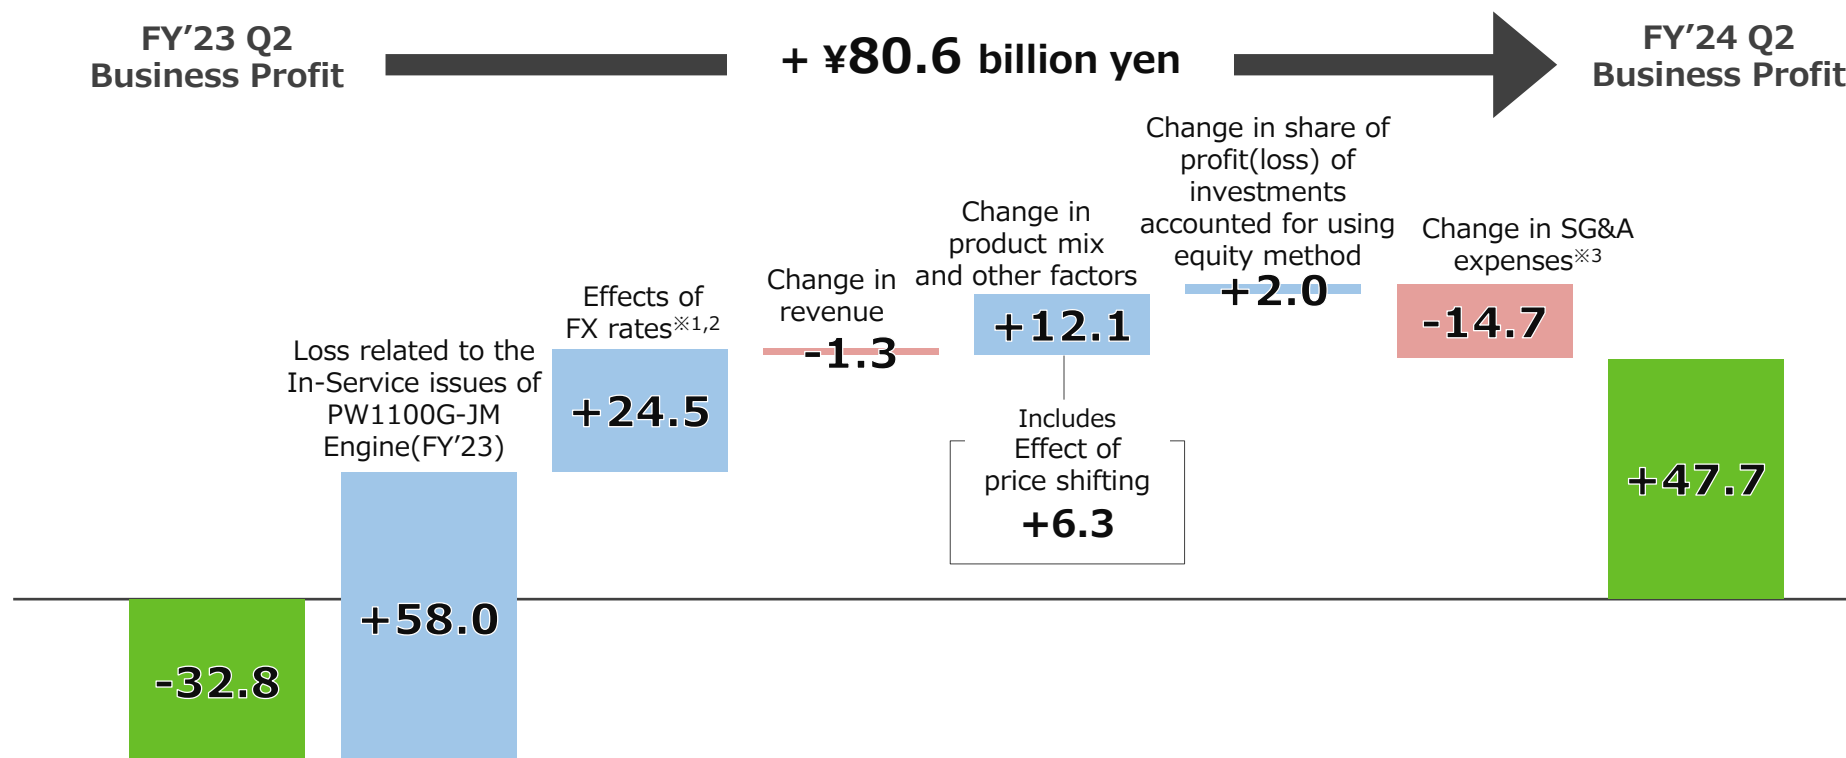 FY’23 Q2
Business Profit
+ ¥80.6 billion yen
FY’24 Q2
Business Profit
-32.8
Loss related to the
In-Service issues of
PW1100G-JM
Engine(FY’23)
+58.0
Effects of
FX rates※1,2
+24.5
Change in
revenue
-1.3
Change in
product mix
and other factors
+12.1
Includes
Effect of
price shifting
+6.3
Change in share of
profit(loss) of
investments
accounted for using
equity method
+2.0
Change in SG&A
expenses※3
-14.7
+47.7